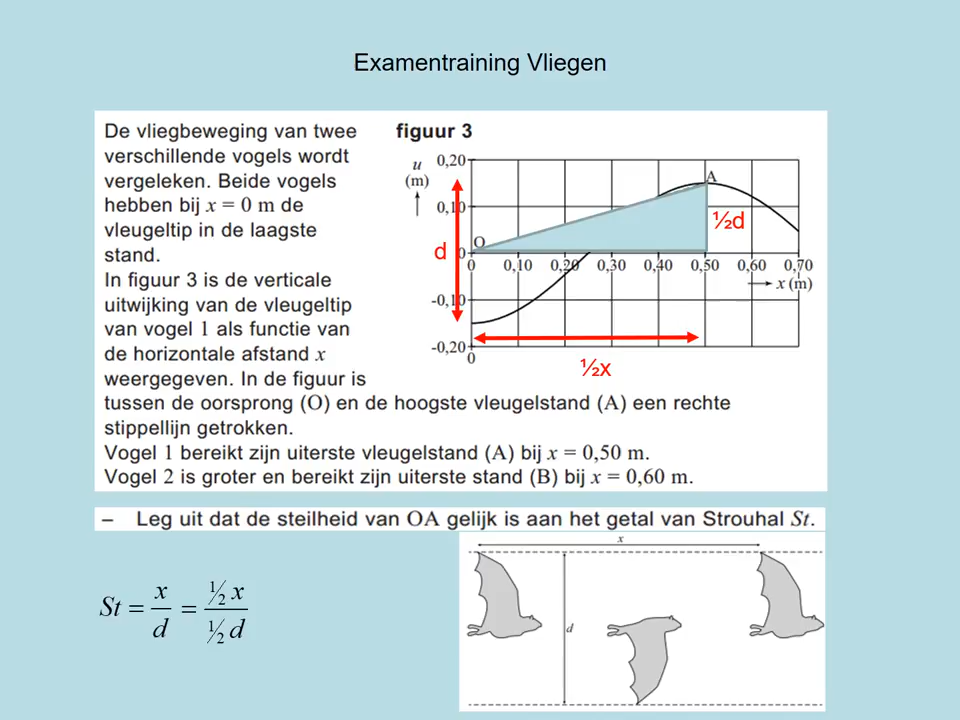 Examentraining Vliegen
De vliegbeweging van twee
verschillende vogels wordt
vergeleken. Beide vogels
hebben bij x = 0 m de
vleugeltip in de laagste
stand.
In figuur 3 is de verticale
uitwijking van de vleugeltip
van vogel 1 als functie van
de horizontale afstand x
weergegeven. In de figuur is
tussen de oorsprong (O) en de hoogste vleugelstand (A) een rechte
stippellijn getrokken.
Vogel 1 bereikt zijn uiterste vleugelstand (A) bij x = 0,50 m.
Vogel 2 is groter en bereikt zijn uiterste stand (B) bij x = 0,60 m.
figuur 3
u
(m)
0,20
0,10
0
-0,10
-0,20
0
A
O
½d
d
0 0,10 0,20 0,30 0,40 0,50 0,60 0,70
x (m)
½x
– Leg uit dat de steilheid van OA gelijk is aan het getal van Strouhal St.
St = x/d = ½ x / ½ d
x
d